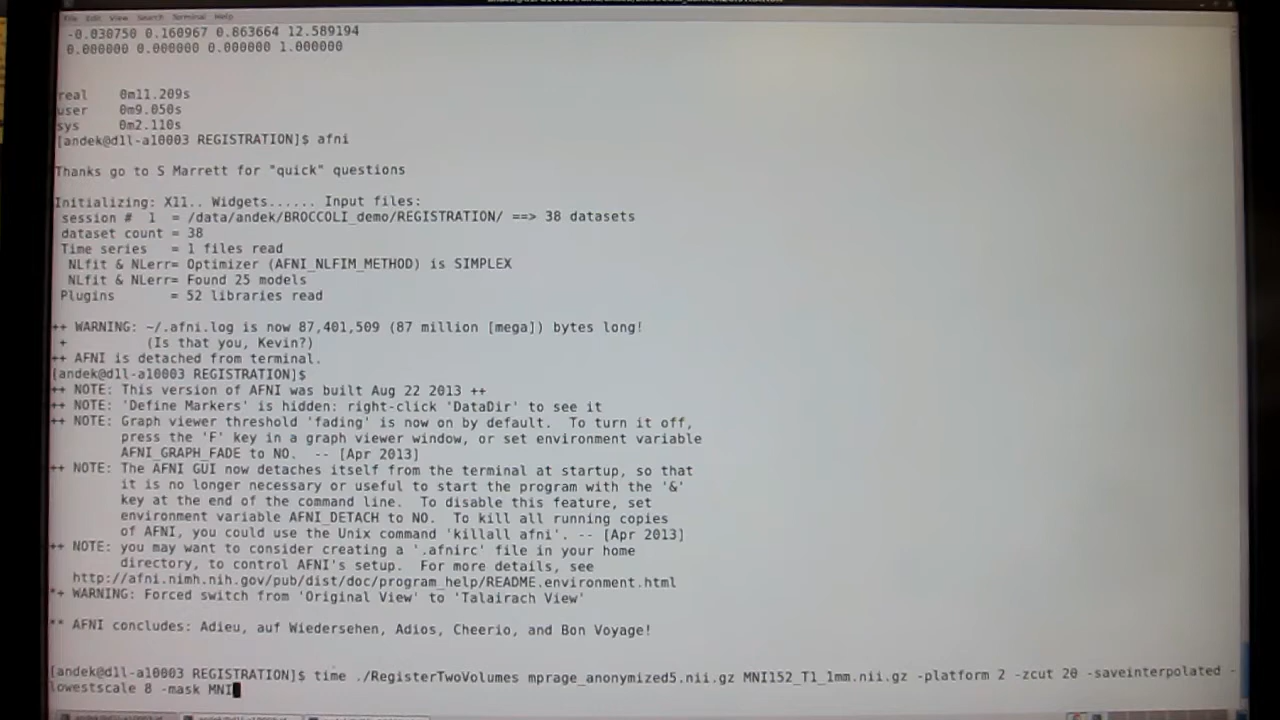 File Edit View Search Terminal Help
-0.030750 0.160967 0.863664 12.589194
0.000000 0.000000 0.000000 1.000000
real 0m11.209s
user 0m9.050s
sys 0m2.110s
[andek@dll-a10003 REGISTRATION]$ afni
Thanks go to S Marrett for "quick" questions
Initializing: X11.. Widgets...... Input files:
session # 1 = /data/andek/BROCCOLI_demo/REGISTRATION/ ==> 38 datasets
dataset count = 38
Time series = 1 files read
NLfit & NLerr= Optimizer (AFNI_NLFIM_METHOD) is SIMPLEX
NLfit & NLerr= Found 25 models
Plugins = 52 libraries read
++ WARNING: ~/.afni.log is now 87,401,509 (87 million [mega]) bytes long!
+ (Is that you, Kevin?)
++ AFNI is detached from terminal.
[andek@dll-a10003 REGISTRATION]$
++ NOTE: This version of AFNI was built Aug 22 2013 ++
++ NOTE: 'Define Markers' is hidden: right-click 'DataDir' to see it
++ NOTE: Graph viewer threshold 'fading' is now on by default. To turn it off,
press the 'F' key in a graph viewer window, or set environment variable
AFNI_GRAPH_FADE to NO. -- [Apr 2013]
++ NOTE: The AFNI GUI now detaches itself from the terminal at startup, so that
it is no longer necessary or useful to start the program with the '&'
key at the end of the command line. To disable this feature, set
environment variable AFNI_DETACH to NO. To kill all running copies
of AFNI, you could use the Unix command 'killall afni'. -- [Apr 2013]
++ NOTE: you may want to consider creating a '.afnirc' file in your home
directory, to control AFNI's setup. For more details, see
http://afni.nimh.nih.gov/pub/dist/doc/program_help/README.environment.html
*+ WARNING: Forced switch from 'Original View' to 'Talairach View'
** AFNI concludes: Adieu, auf Wiedersehen, Adios, Cheerio, and Bon Voyage!
[andek@dll-a10003 REGISTRATION]$ time ./RegisterTwoVolumes mprage_anonymized5.nii.gz MNI152_T1_1mm.nii.gz -platform 2 -zcut 20 -saveinterpolated -
lowestscale 8 -mask MNI